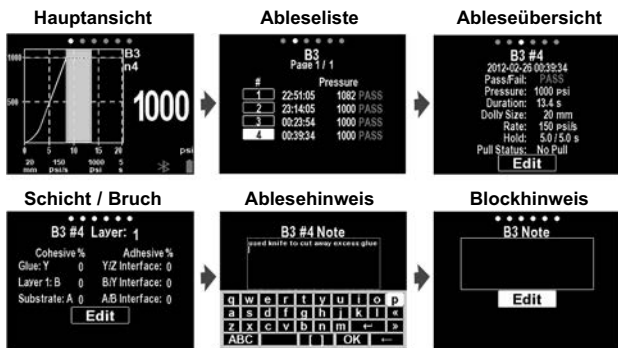 Hauptansicht
Ableseliste
Ableseübersicht
B3
n4
1000
500
1000
0 5 10 15 20 psi
20 mm
150 psi/s
1000 psi
5 s
B3
Page 1 / 1
# Pressure
1 22:51:05 1082 PASS
2 23:14:05 1000 PASS
3 00:23:54 1000 PASS
4 00:39:34 1000 PASS
B3 #4
2012-02-26 00:39:34
Pass/Fail: PASS
Pressure: 1000 psi
Duration: 13.4 s
Dolly Size: 20 mm
Rate: 150 psi/s
Hold: 5.0 / 5.0 s
Pull Status: No Pull
Edit
Schicht / Bruch
Ablesehinweis
Blockhinweis
B3 #4 Layer: 1
Cohesive % Adhesive %
Glue: Y 0 Y/Z Interface: 0
Layer 1: B 0 B/Y Interface: 0
Substrate: A 0 A/B Interface: 0
Edit
B3 #4 Note
used knife to cut away excess glue
q w e r t y u i o p
a s d f g h j k l «
z x c v b n m ↵ »
ABC [ ] OK ←
B3 Note
Edit